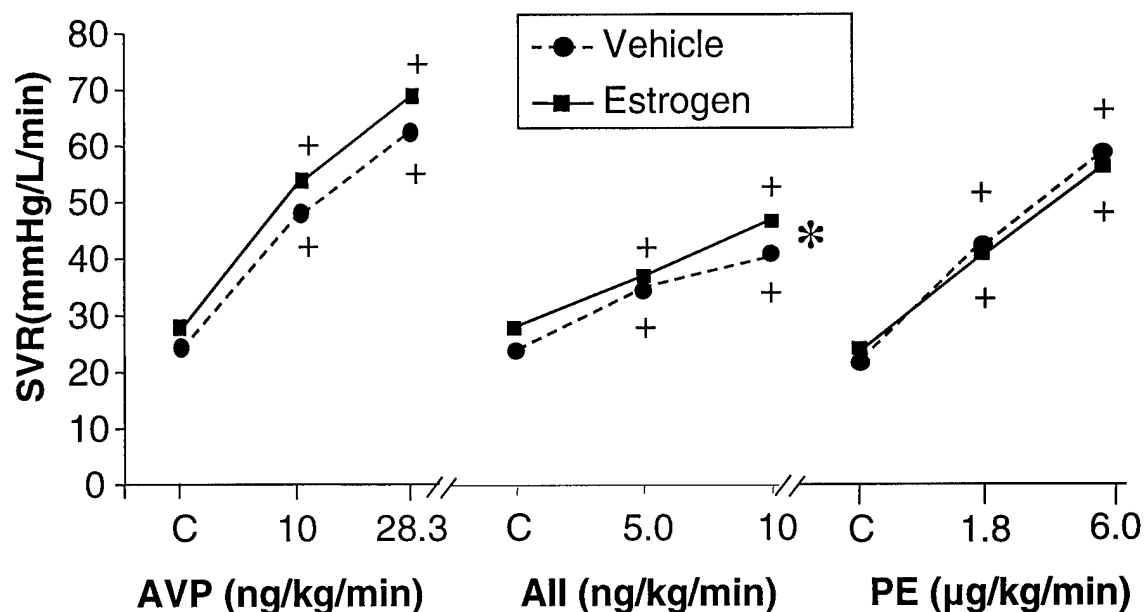 SVR(mmHg/L/min)
80
70
60
50
40
30
20
10
0
Vehicle
Estrogen
+ + + + + + + + + + + +
*
C 10 28.3 C 5.0 10 C 1.8 6.0
AVP (ng/kg/min) AII (ng/kg/min) PE (µg/kg/min)